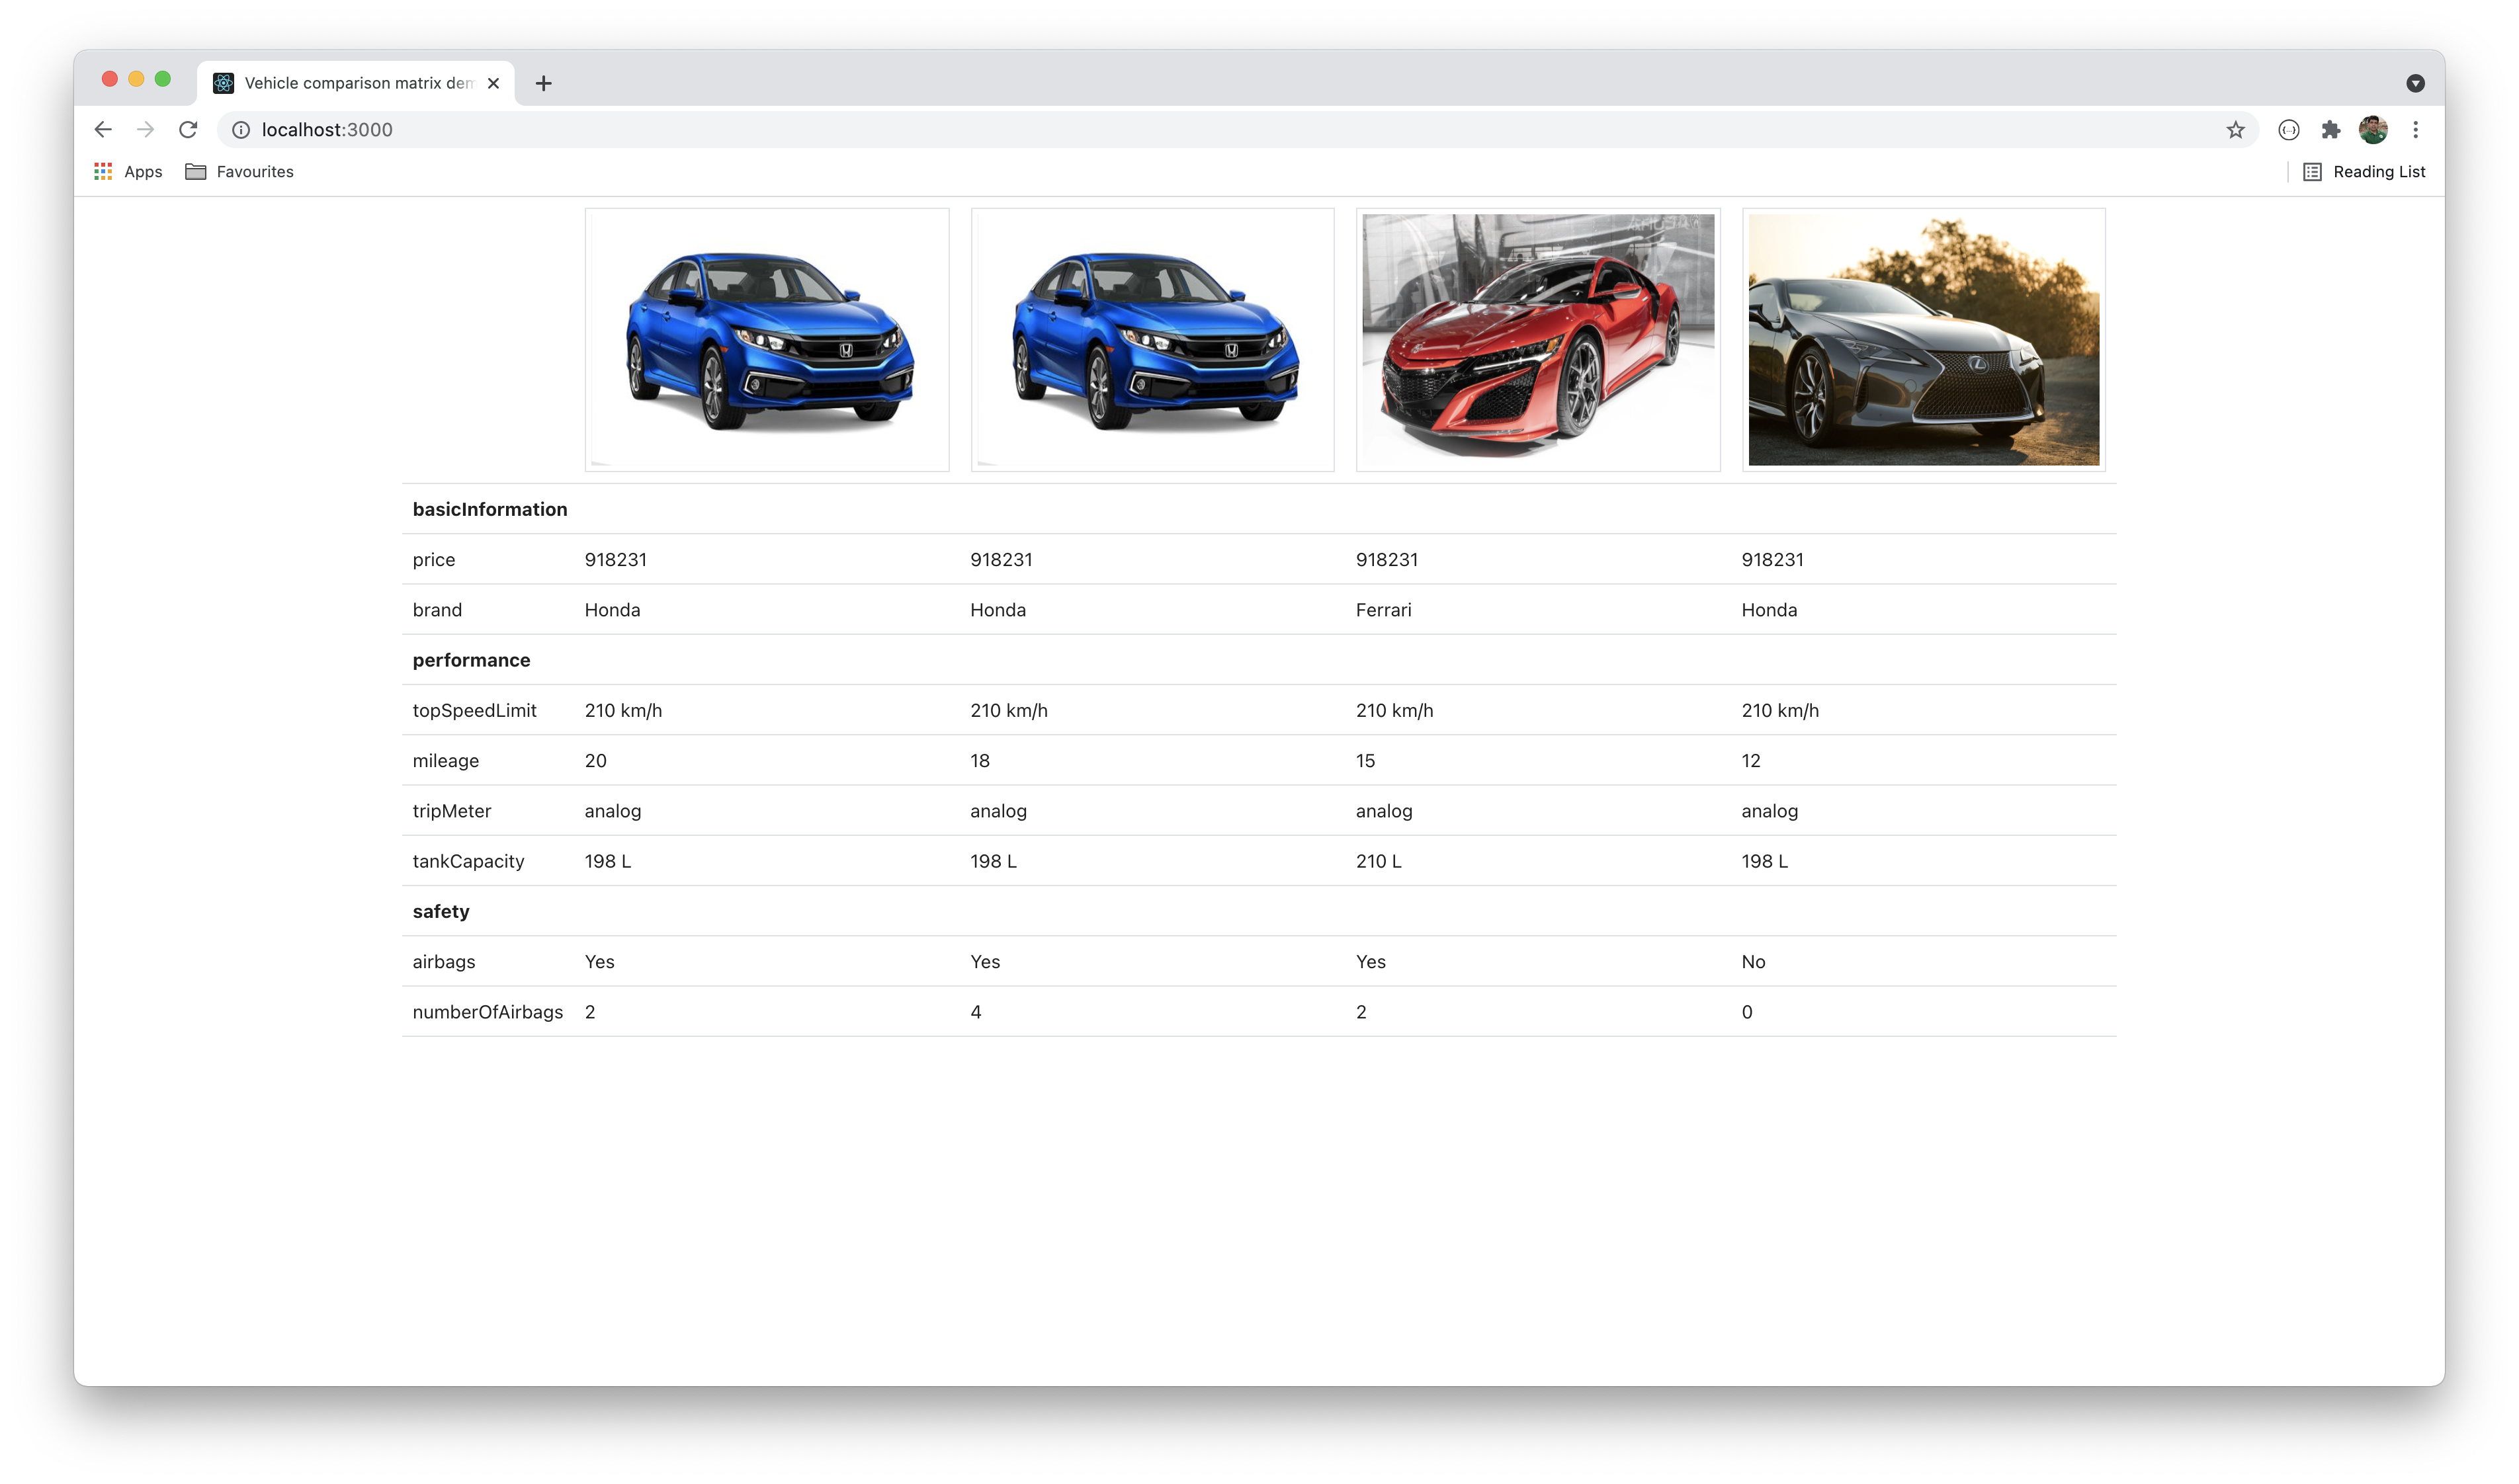 Vehicle comparison matrix dem
localhost:3000
Apps Favourites Reading List
basicInformation
price 918231 918231 918231 918231
brand Honda Honda Ferrari Honda
performance
topSpeedLimit 210 km/h 210 km/h 210 km/h 210 km/h
mileage 20 18 15 12
tripMeter analog analog analog analog
tankCapacity 198 L 198 L 210 L 198 L
safety
airbags Yes Yes Yes No
numberOfAirbags 2 4 2 0